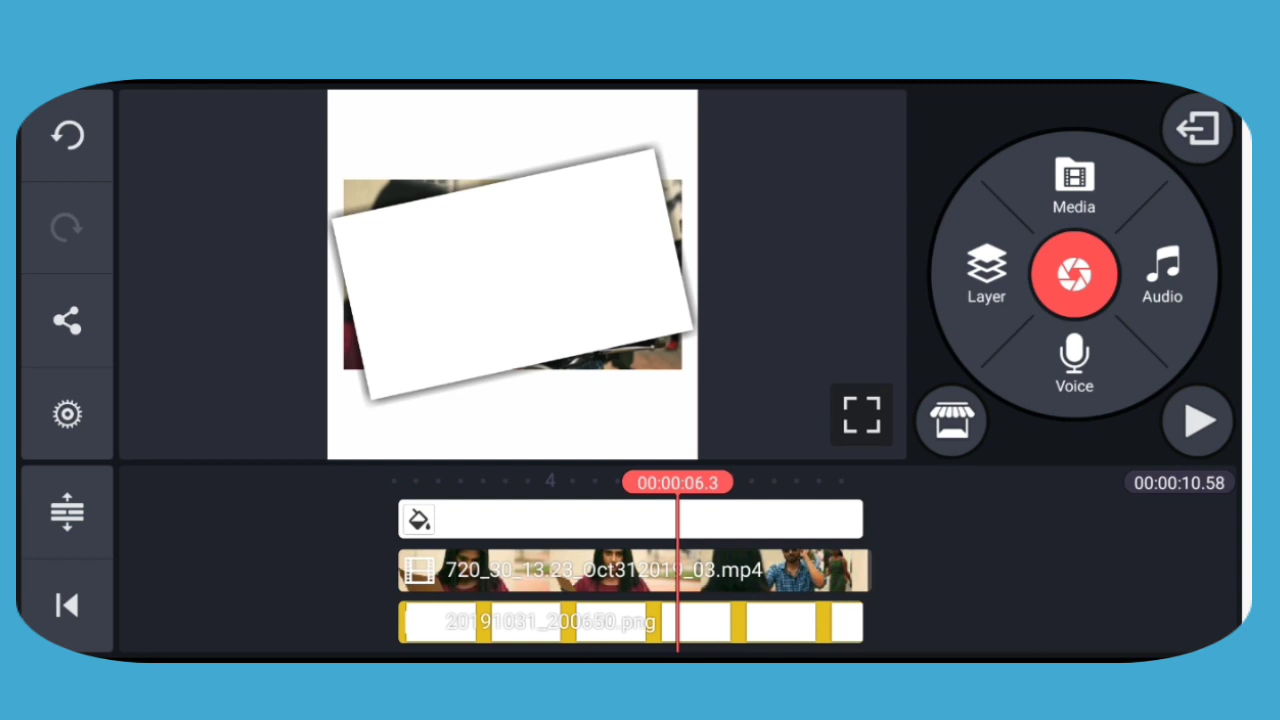 Media
Layer
Audio
Voice
4
00:00:06.3
00:00:10.58
720_30_13.23_Oct312019_03.mp4
20191031_200650.png